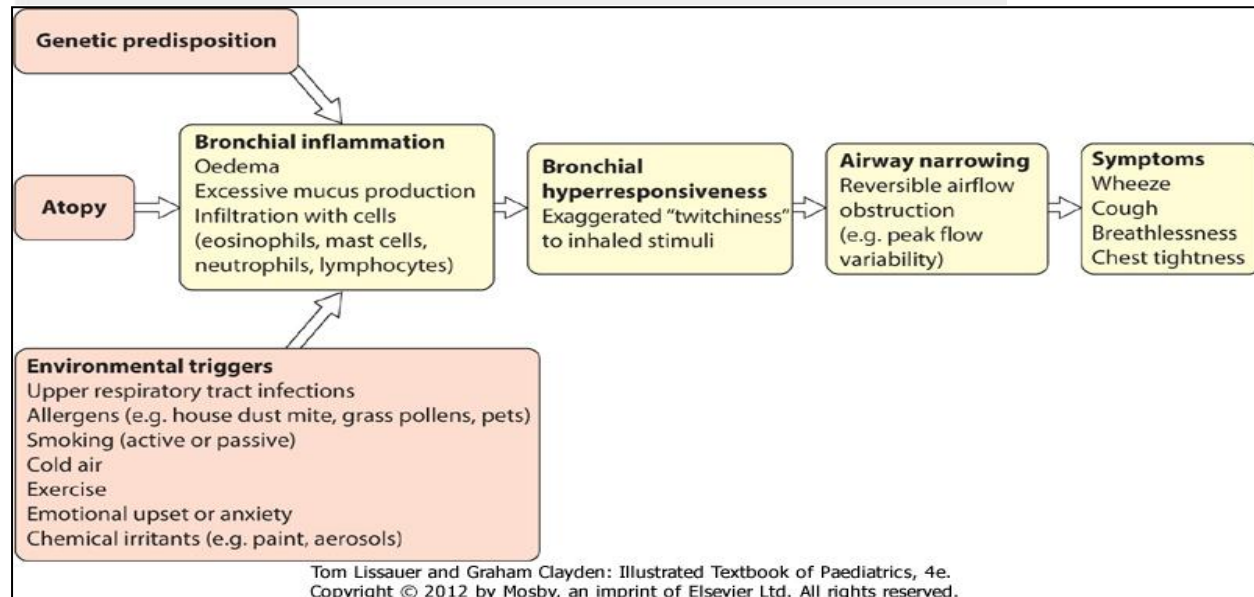 Genetic predisposition
Atopy
Bronchial inflammation
Oedema
Excessive mucus production
Infiltration with cells
(eosinophils, mast cells,
neutrophils, lymphocytes)
Bronchial
hyperresponsiveness
Exaggerated “twitchiness”
to inhaled stimuli
Airway narrowing
Reversible airflow
obstruction
(e.g. peak flow
variability)
Symptoms
Wheeze
Cough
Breathlessness
Chest tightness
Environmental triggers
Upper respiratory tract infections
Allergens (e.g. house dust mite, grass pollens, pets)
Smoking (active or passive)
Cold air
Exercise
Emotional upset or anxiety
Chemical irritants (e.g. paint, aerosols)
Tom Lissauer and Graham Clayden: Illustrated Textbook of Paediatrics, 4e.
Copyright © 2012 by Mosby, an imprint of Elsevier Ltd. All rights reserved.